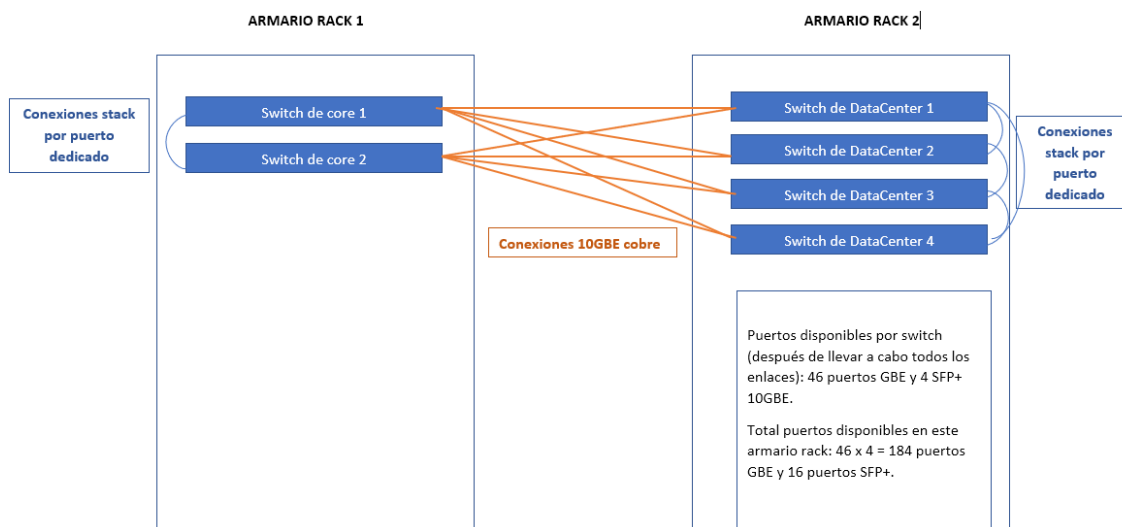 ARMARIO RACK 1
ARMARIO RACK 2
Conexiones stack
por puerto
dedicado
Switch de core 1
Switch de core 2
Switch de DataCenter 1
Switch de DataCenter 2
Switch de DataCenter 3
Switch de DataCenter 4
Conexiones
stack por
puerto
dedicado
Conexiones 10GBE cobre
Puertos disponibles por switch
(después de llevar a cabo todos los
enlaces): 46 puertos GBE y 4 SFP+
10GBE.
Total puertos disponibles en este
armario rack: 46 x 4 = 184 puertos
GBE y 16 puertos SFP+.